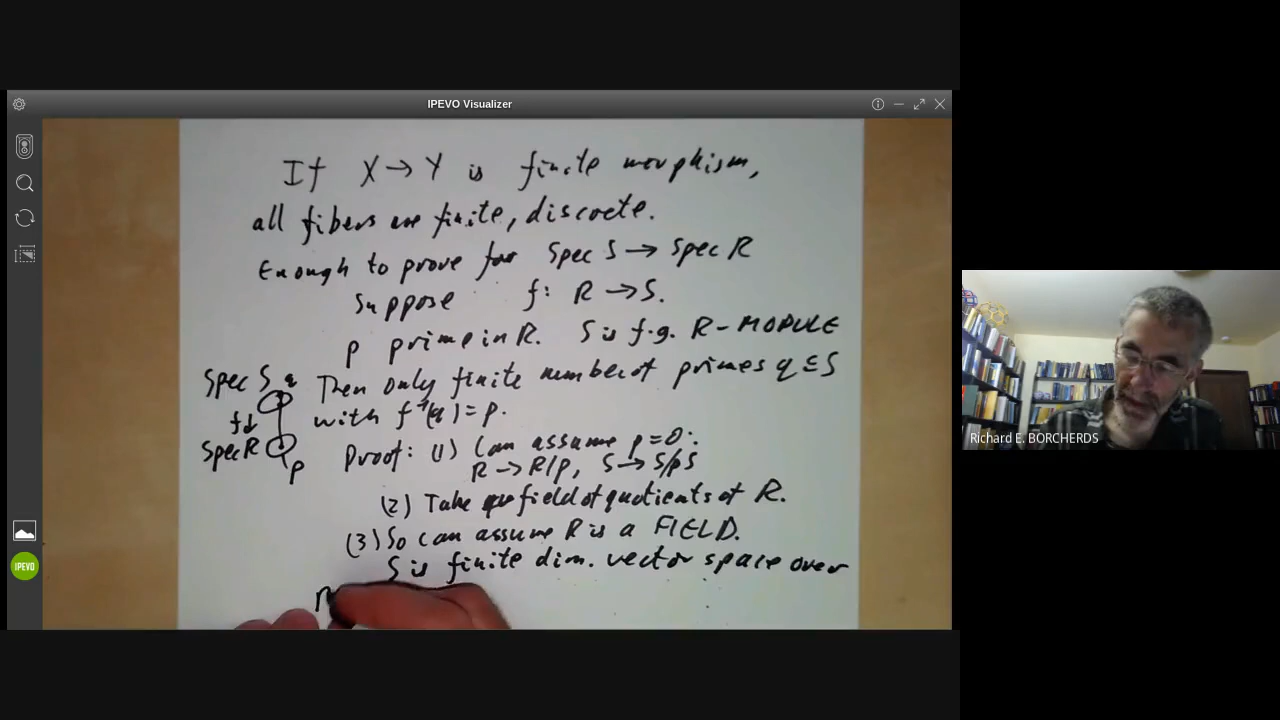 IPEVO Visualizer
If X → Y is finite morphism,
all fibers are finite, discrete.
Enough to prove for Spec S → Spec R
Suppose f: R → S.
p prime in R. S is f.g. R-MODULE
Then only finite number of primes q ⊆ S
with f⁻¹(q) = p.
Spec S q
f↓
Spec R
p
Proof: (1) Can assume p = 0:
R → R/p, S → S/pS
(2) Take field of quotients of R.
(3) So can assume R is a FIELD.
S is finite dim. vector space over
IPEVO
Richard E. BORCHERDS